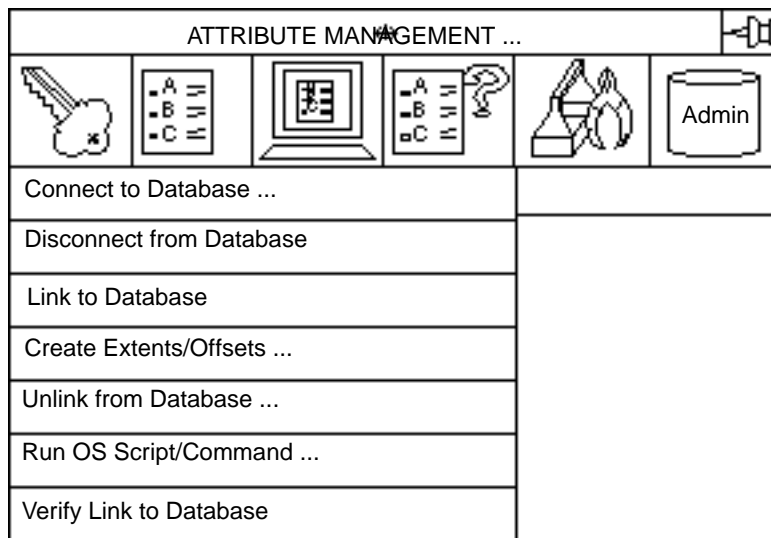 ATTRIBUTE MANAGEMENT ...
A
B
C
A
B
C
?
Admin
Connect to Database ...
Disconnect from Database
Link to Database
Create Extents/Offsets ...
Unlink from Database ...
Run OS Script/Command ...
Verify Link to Database